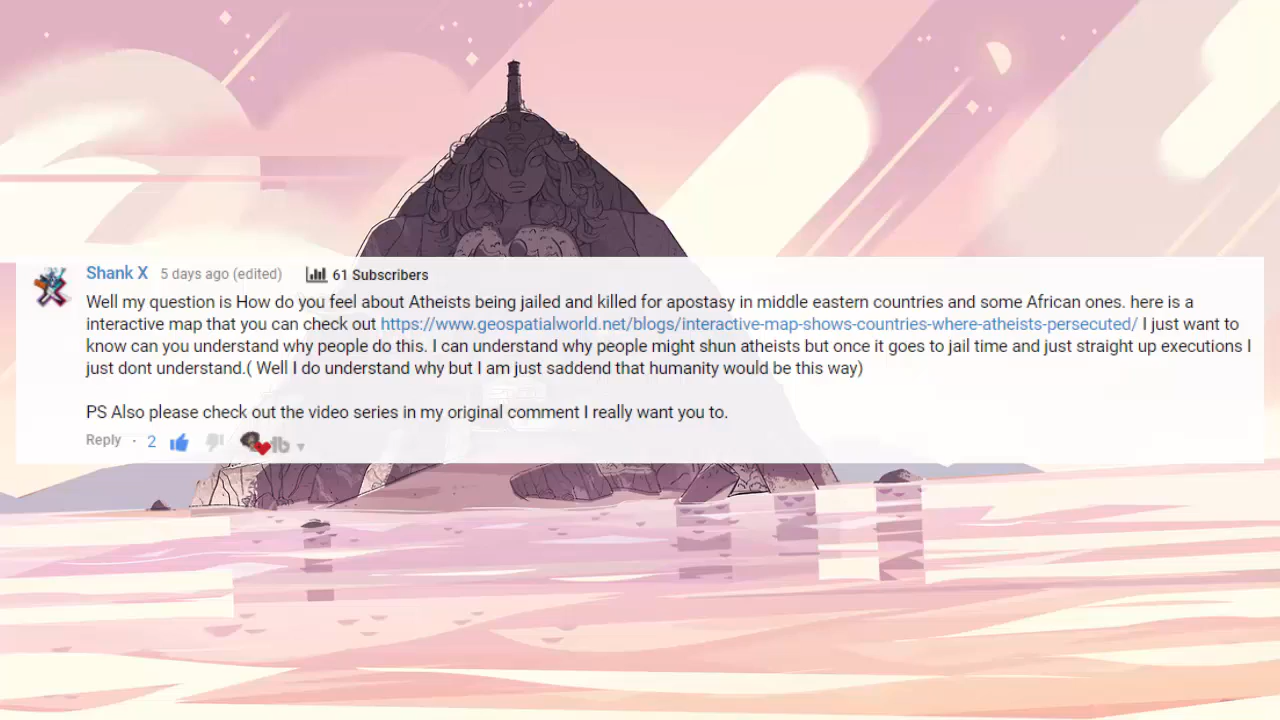 Shank X 5 days ago (edited) 61 Subscribers
Well my question is How do you feel about Atheists being jailed and killed for apostasy in middle eastern countries and some African ones. here is a
interactive map that you can check out https://www.geospatialworld.net/blogs/interactive-map-shows-countries-where-atheists-persecuted/ I just want to
know can you understand why people do this. I can understand why people might shun atheists but once it goes to jail time and just straight up executions I
just dont understand.( Well I do understand why but I am just saddend that humanity would be this way)
PS Also please check out the video series in my original comment I really want you to.
Reply · 2 lb